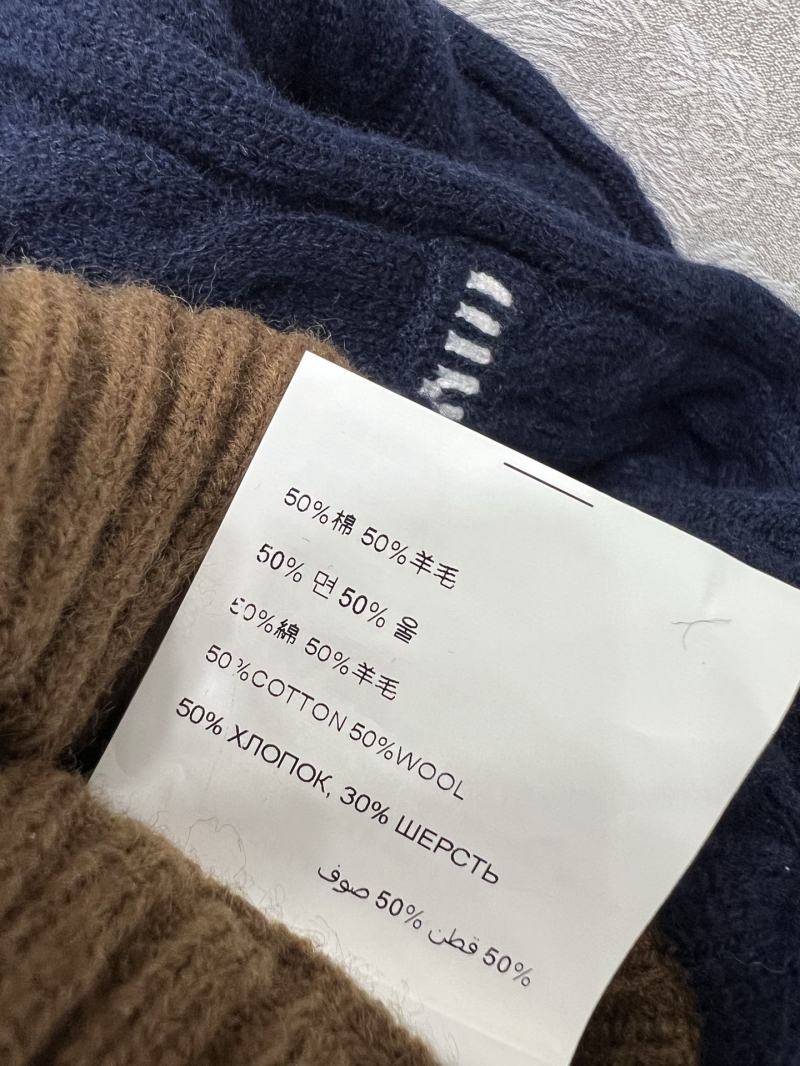 50%棉 50%羊毛
50% 면 50% 울
50%綿 50%羊毛
50%COTTON 50%WOOL
50% ХЛОПОК, 30% ШЕРСТЬ
50% قطن 50% صوف